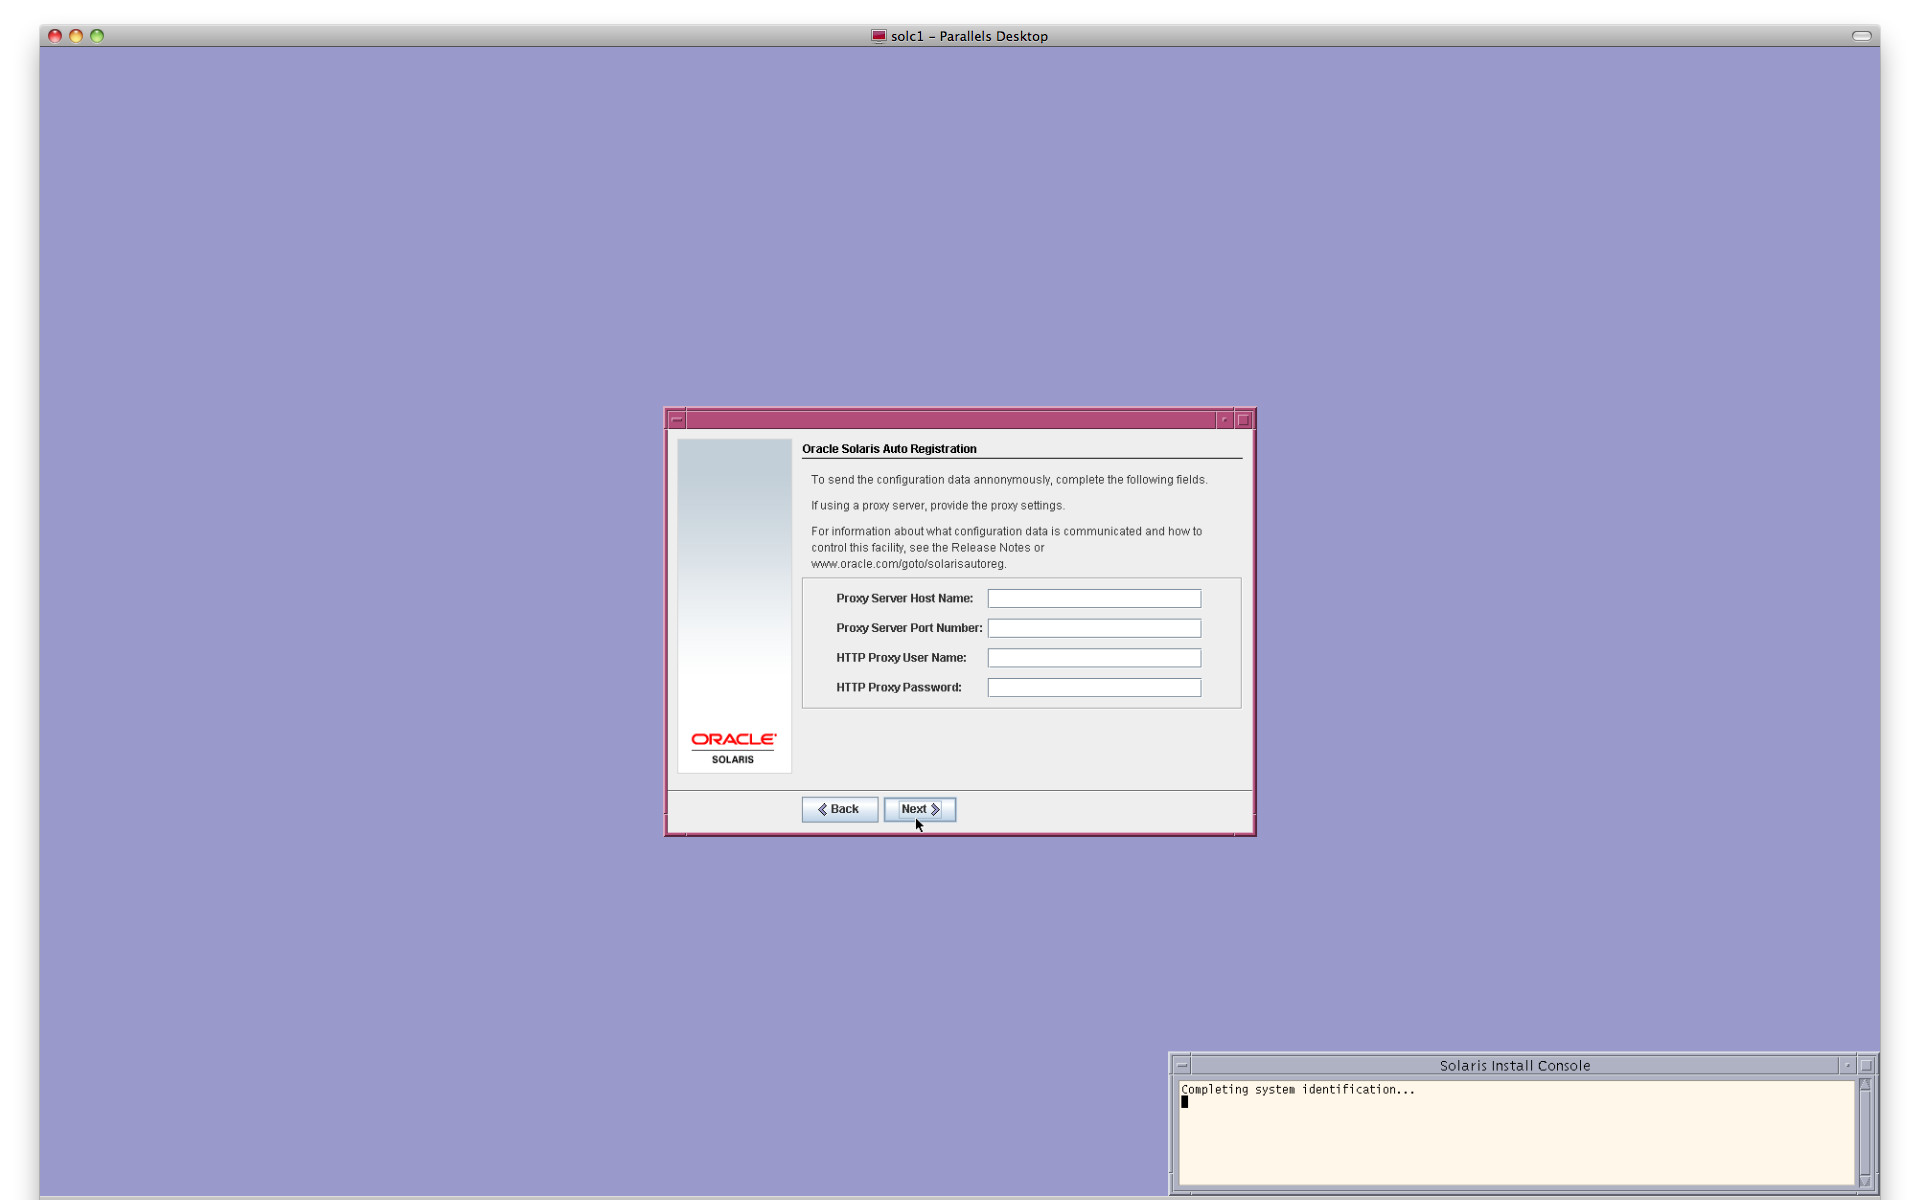 solc1 – Parallels Desktop
Oracle Solaris Auto Registration
To send the configuration data annonymously, complete the following fields.
If using a proxy server, provide the proxy settings.
For information about what configuration data is communicated and how to
control this facility, see the Release Notes or
www.oracle.com/goto/solarisautoreg.
Proxy Server Host Name:
Proxy Server Port Number:
HTTP Proxy User Name:
HTTP Proxy Password:
ORACLE
SOLARIS
Back
Next
Solaris Install Console
Completing system identification...